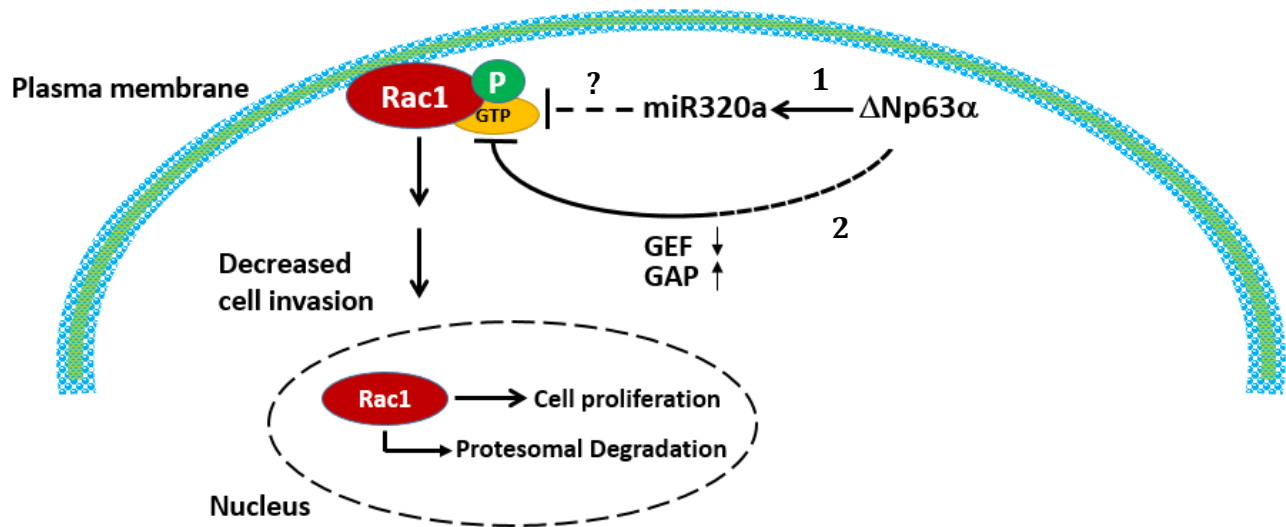 Plasma membrane
Rac1
P
GTP
?
miR320a
1
ΔNp63α
2
GEF
GAP
Decreased
cell invasion
Rac1
Cell proliferation
Protesomal Degradation
Nucleus